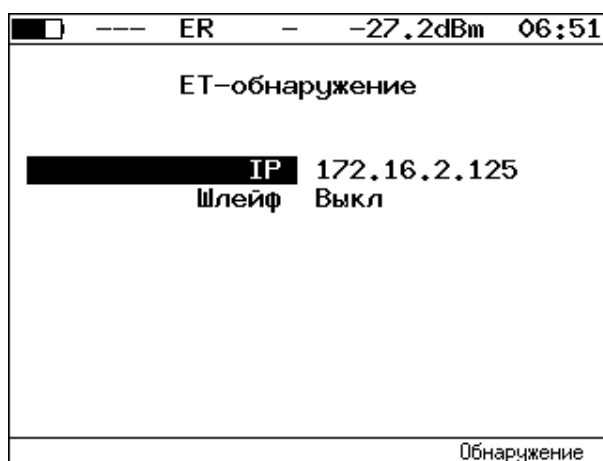 --- ER - -27.2dBm 06:51
ET-обнаружение
IP 172.16.2.125
Шлейф Выкл
Обнаружение